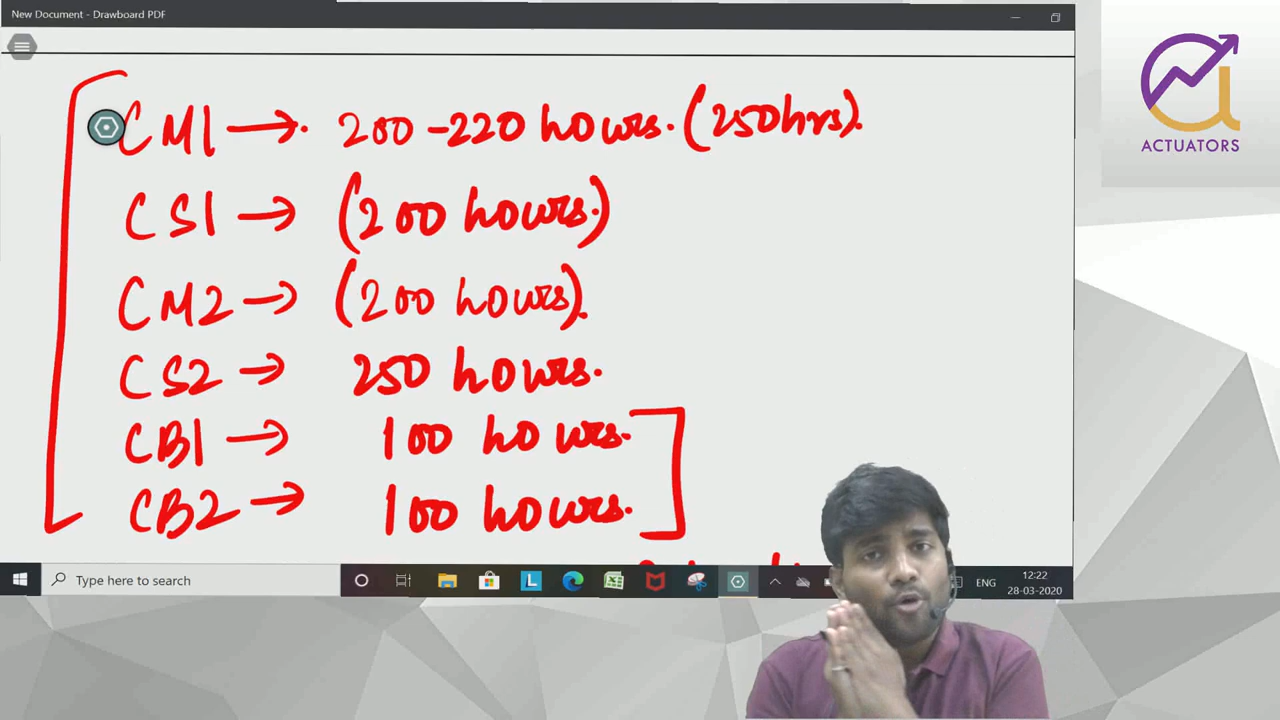 New Document - Drawboard PDF
CM1 → 200-220 hours. (250hrs).
CS1 → (200 hours.)
CM2 → (200 hours).
CS2 → 250 hours.
CB1 → 100 hours.
CB2 → 100 hours.
Type here to search
ENG
12:22
28-03-2020
ACTUATORS